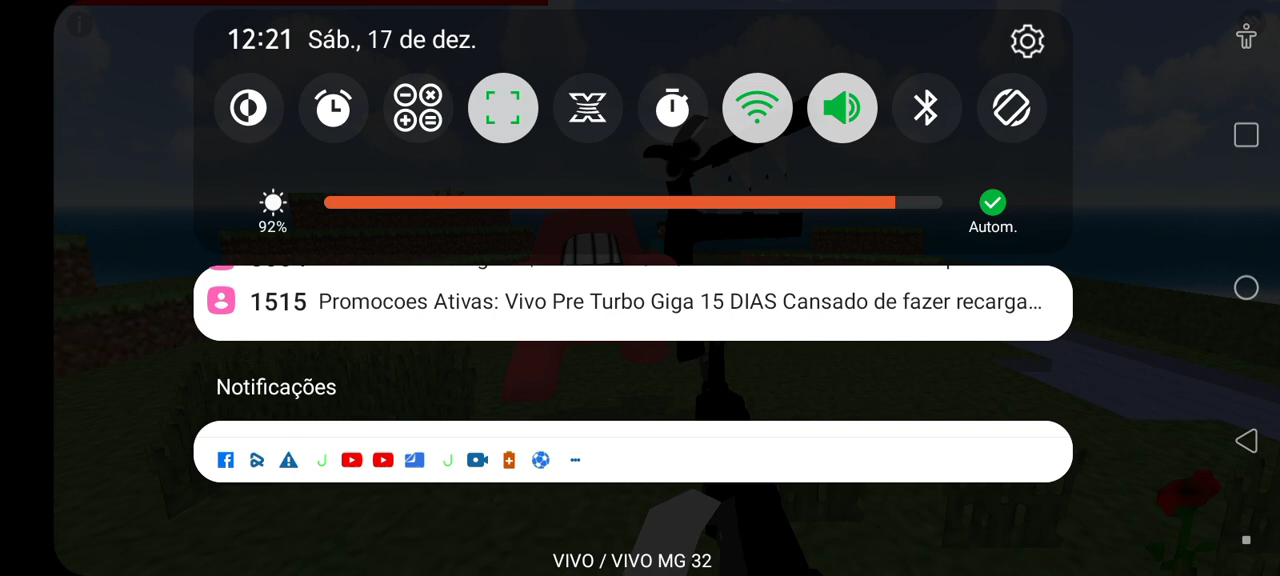 12:21 Sáb., 17 de dez.
92%
Autom.
1515 Promocoes Ativas: Vivo Pre Turbo Giga 15 DIAS Cansado de fazer recarga...
Notificações
VIVO / VIVO MG 32